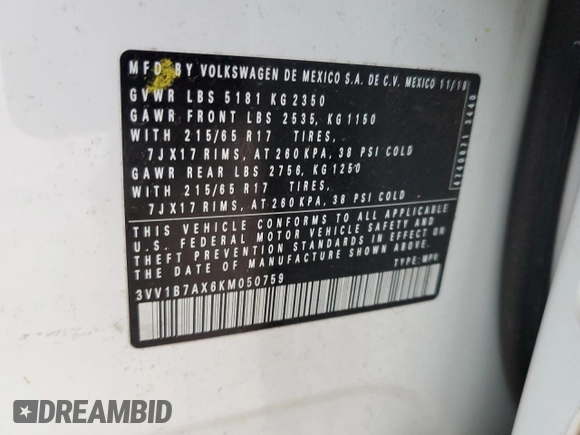 MFD BY VOLKSWAGEN DE MEXICO S.A. DE C.V. MEXICO 11/18
GVWR LBS 5181 KG 2350
GAWR FRONT LBS 2535, KG 1150
WITH 215/65 R17 TIRES,
7JX17 RIMS, AT 260 KPA, 38 PSI COLD
GAWR REAR LBS 2756, KG 1250
WITH 215/65 R17 TIRES,
7JX17 RIMS, AT 260 KPA, 38 PSI COLD
THIS VEHICLE CONFORMS TO ALL APPLICABLE
U.S. FEDERAL MOTOR VEHICLE SAFETY AND
THEFT PREVENTION STANDARDS IN EFFECT ON
THE DATE OF MANUFACTURE SHOWN ABOVE.
3VV1B7AX6KM050759 TYPE: MPV
4740671 3440
DREAMBID